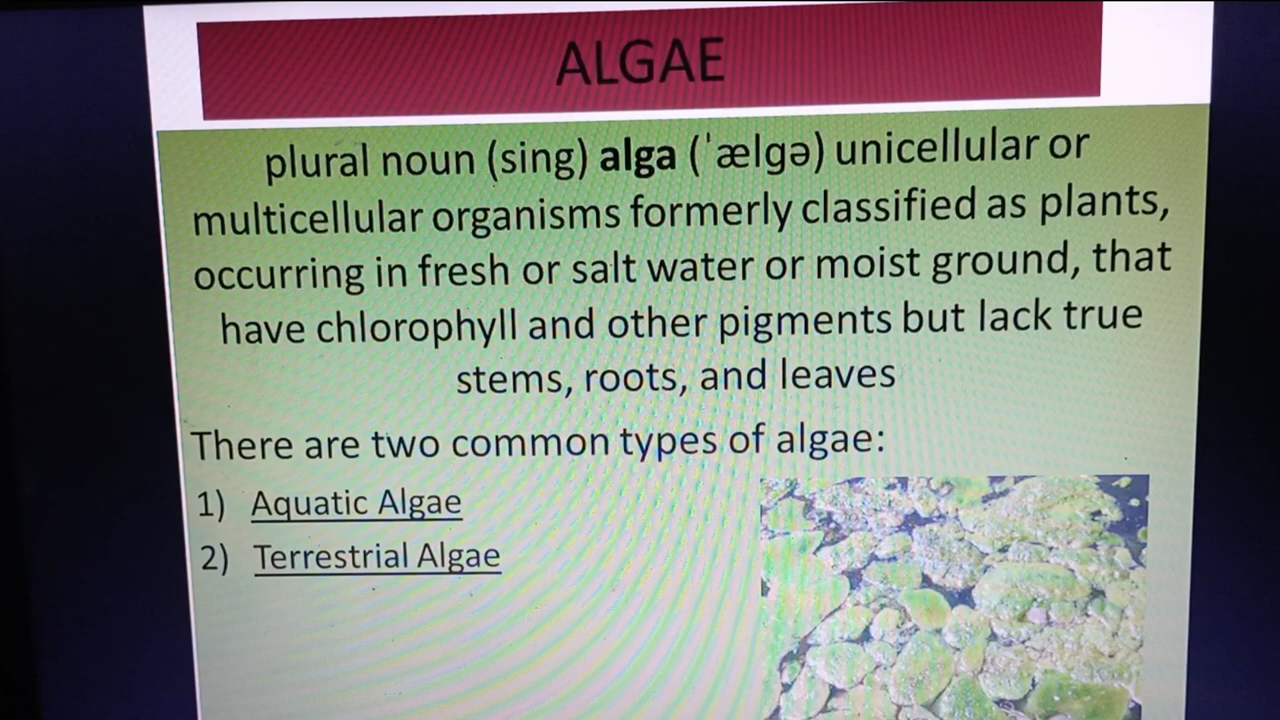 ALGAE
plural noun (sing) alga (ˈælgə) unicellular or
multicellular organisms formerly classified as plants,
occurring in fresh or salt water or moist ground, that
have chlorophyll and other pigments but lack true
stems, roots, and leaves
There are two common types of algae:
1) Aquatic Algae
2) Terrestrial Algae